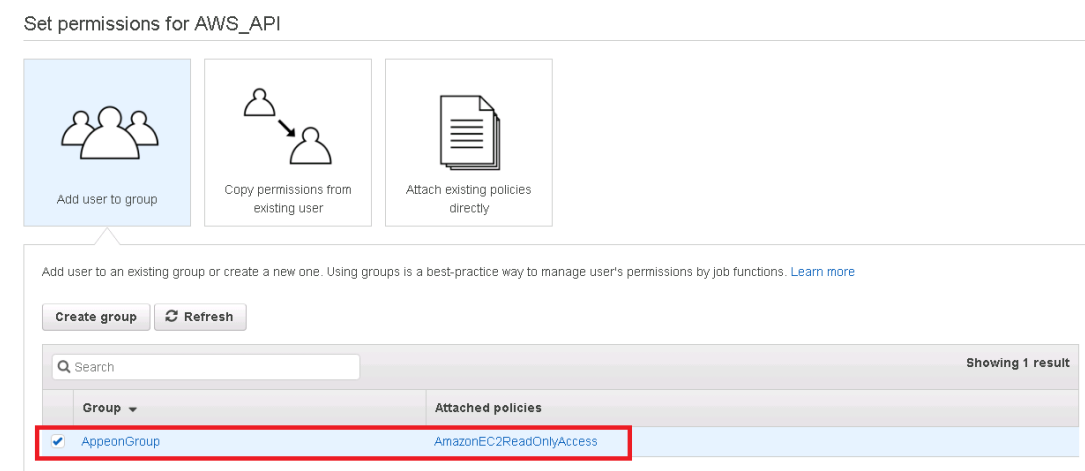 Set permissions for AWS_API
Add user to group
Copy permissions from
existing user
Attach existing policies
directly
Add user to an existing group or create a new one. Using groups is a best-practice way to manage user's permissions by job functions. Learn more
Create group Refresh
Search Showing 1 result
Group Attached policies
AppeonGroup AmazonEC2ReadOnlyAccess